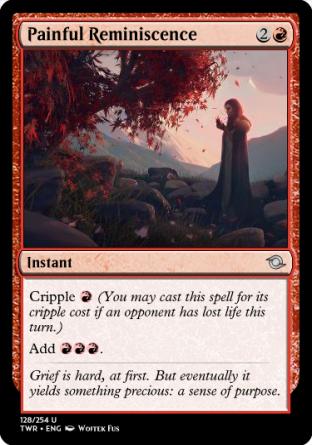 Painful Reminiscence 2
Instant
Cripple (You may cast this spell for its
cripple cost if an opponent has lost life this
turn.)
Add .
Grief is hard, at first. But eventually it
yields something precious: a sense of purpose.
128/254 U
TWR • ENG Wojtek Fus